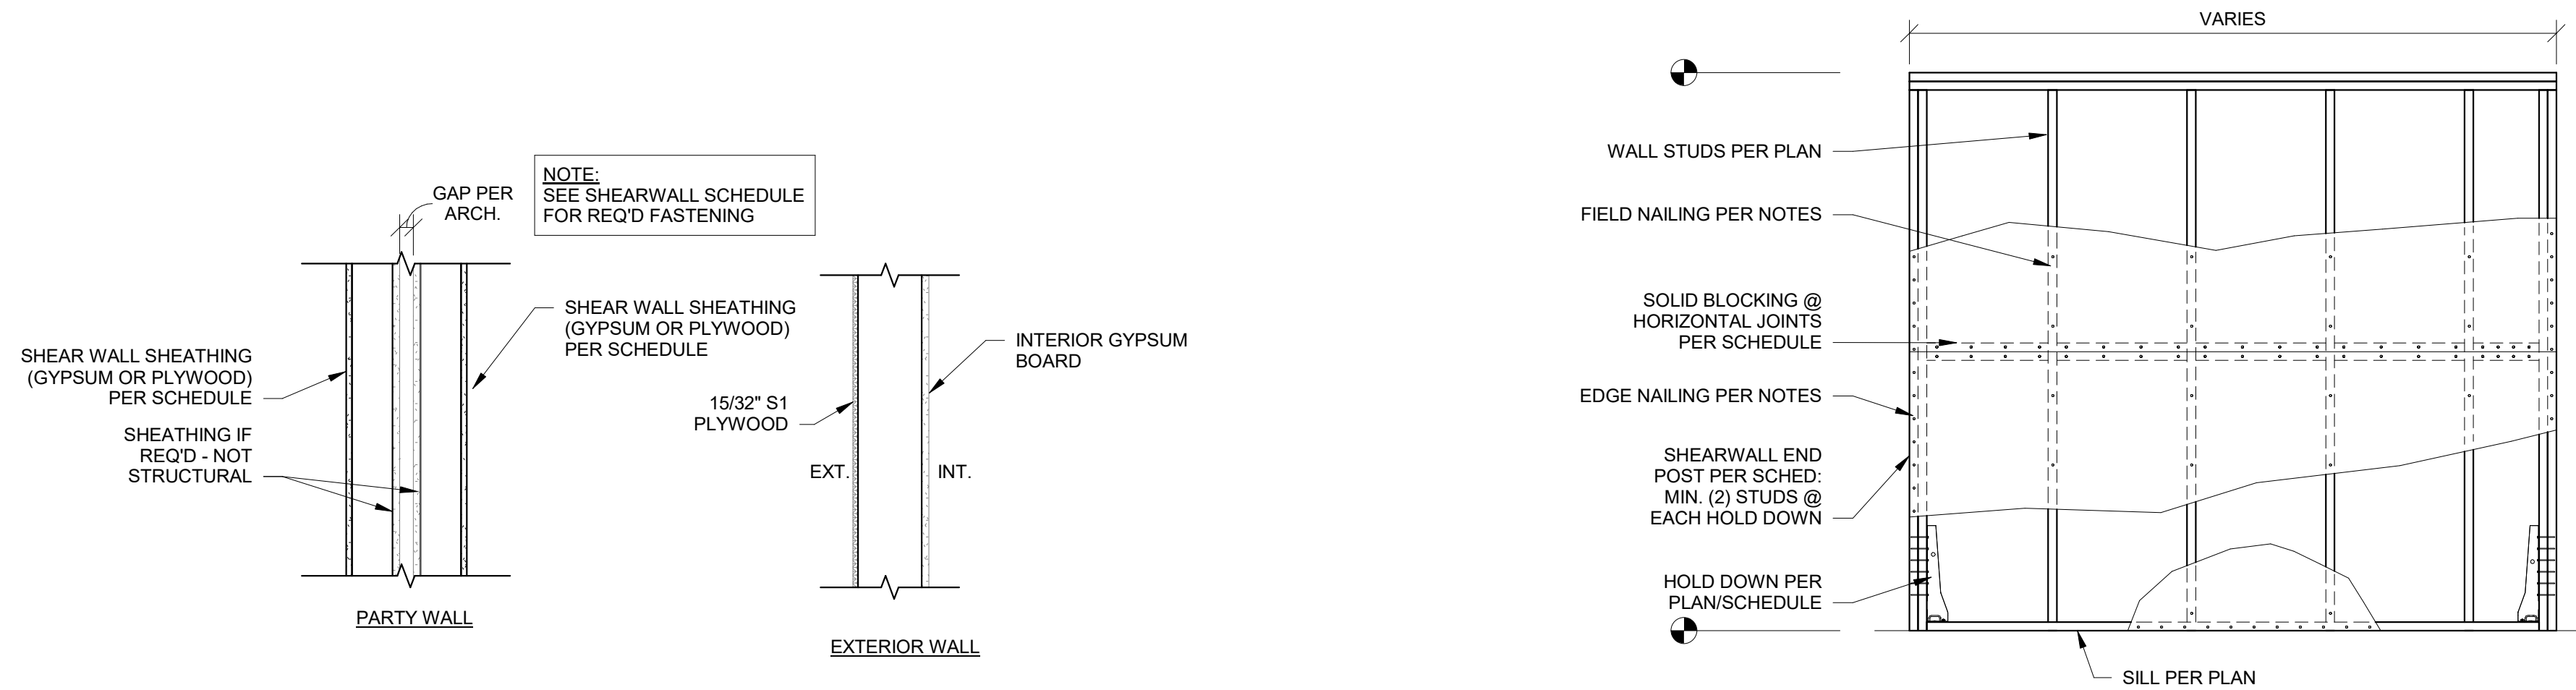 GAP PER
ARCH.
NOTE:
SEE SHEARWALL SCHEDULE
FOR REQ'D FASTENING
SHEAR WALL SHEATHING
(GYPSUM OR PLYWOOD)
PER SCHEDULE
SHEATHING IF
REQ'D - NOT
STRUCTURAL
SHEAR WALL SHEATHING
(GYPSUM OR PLYWOOD)
PER SCHEDULE
PARTY WALL
15/32" S1
PLYWOOD
EXT.
INT.
INTERIOR GYPSUM
BOARD
EXTERIOR WALL
VARIES
WALL STUDS PER PLAN
FIELD NAILING PER NOTES
SOLID BLOCKING @
HORIZONTAL JOINTS
PER SCHEDULE
EDGE NAILING PER NOTES
SHEARWALL END
POST PER SCHED:
MIN. (2) STUDS @
EACH HOLD DOWN
HOLD DOWN PER
PLAN/SCHEDULE
SILL PER PLAN